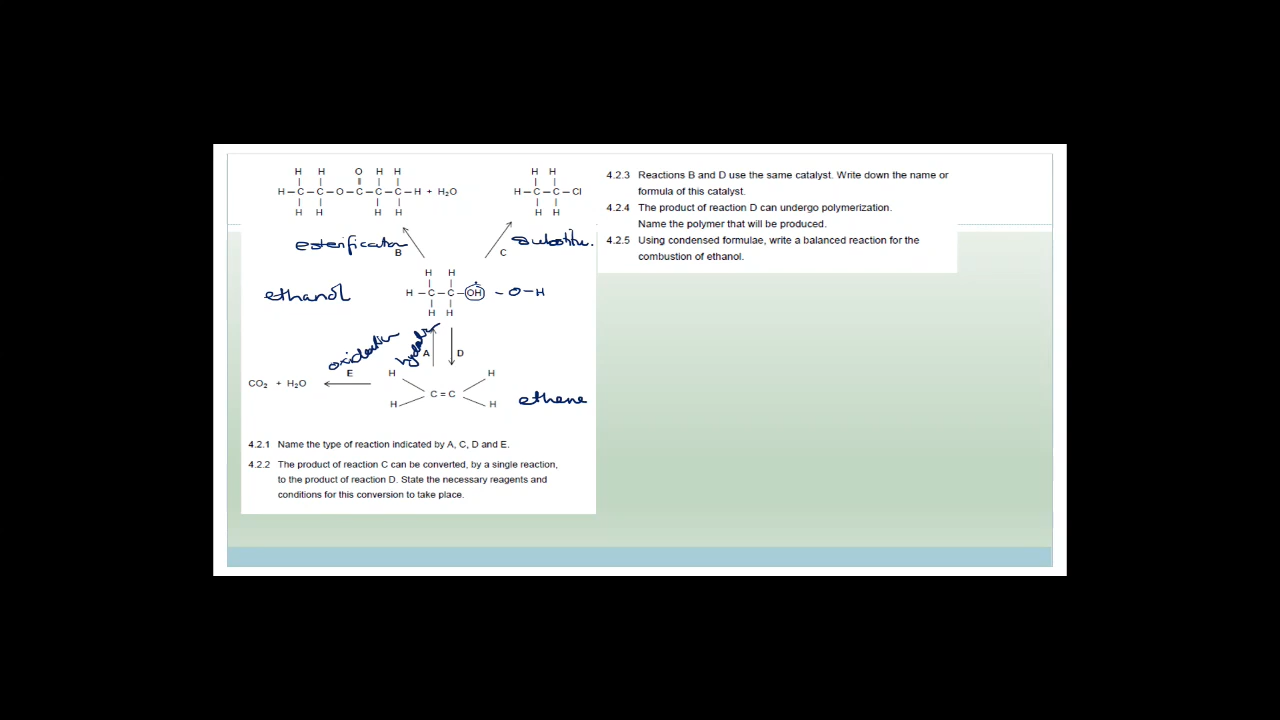 H H O H H H H
H – C – C – O – C – C – C – H + H₂O H – C – C – Cl
H H H H H H
esterification B substitu. C
H H
ethanol H – C – C – OH - O - H
H H
oxidation A D
E H H
CO₂ + H₂O C = C
H H ethene
4.2.1 Name the type of reaction indicated by A, C, D and E.
4.2.2 The product of reaction C can be converted, by a single reaction,
to the product of reaction D. State the necessary reagents and
conditions for this conversion to take place.
4.2.3 Reactions B and D use the same catalyst. Write down the name or
formula of this catalyst.
4.2.4 The product of reaction D can undergo polymerization.
Name the polymer that will be produced.
4.2.5 Using condensed formulae, write a balanced reaction for the
combustion of ethanol.